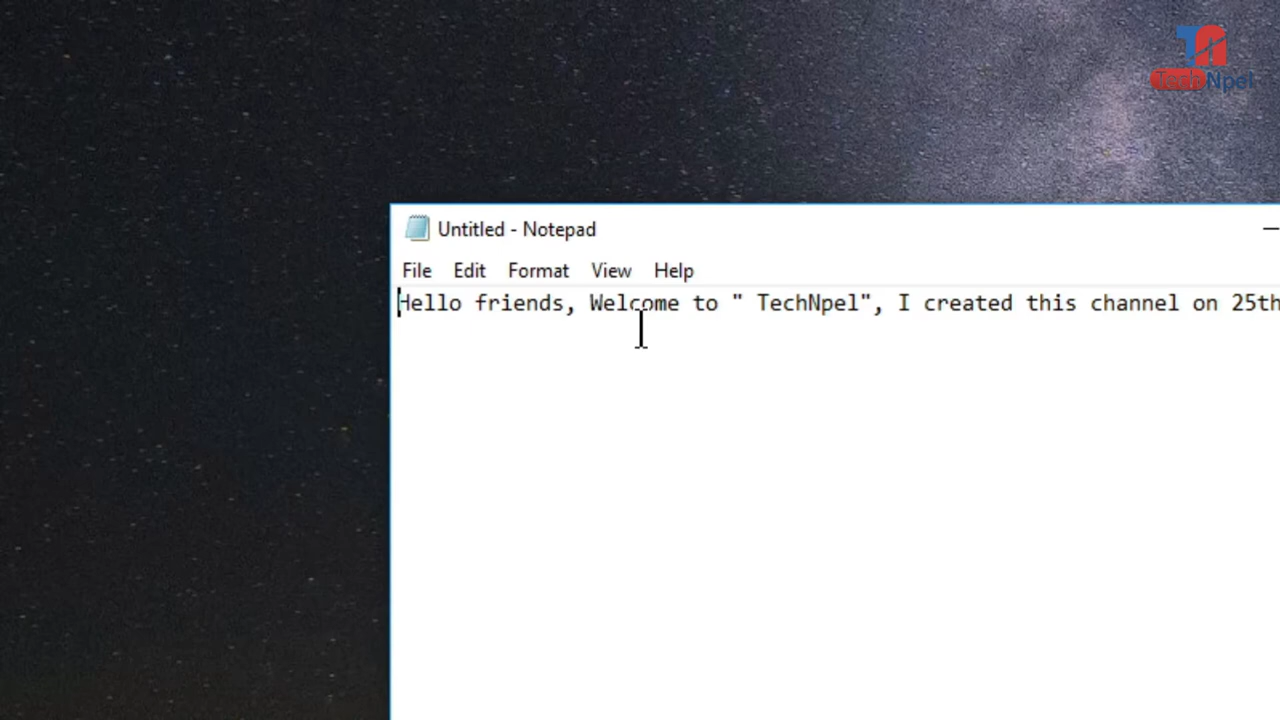 TechNpel
Untitled - Notepad
File Edit Format View Help
Hello friends, Welcome to " TechNpel", I created this channel on 25th